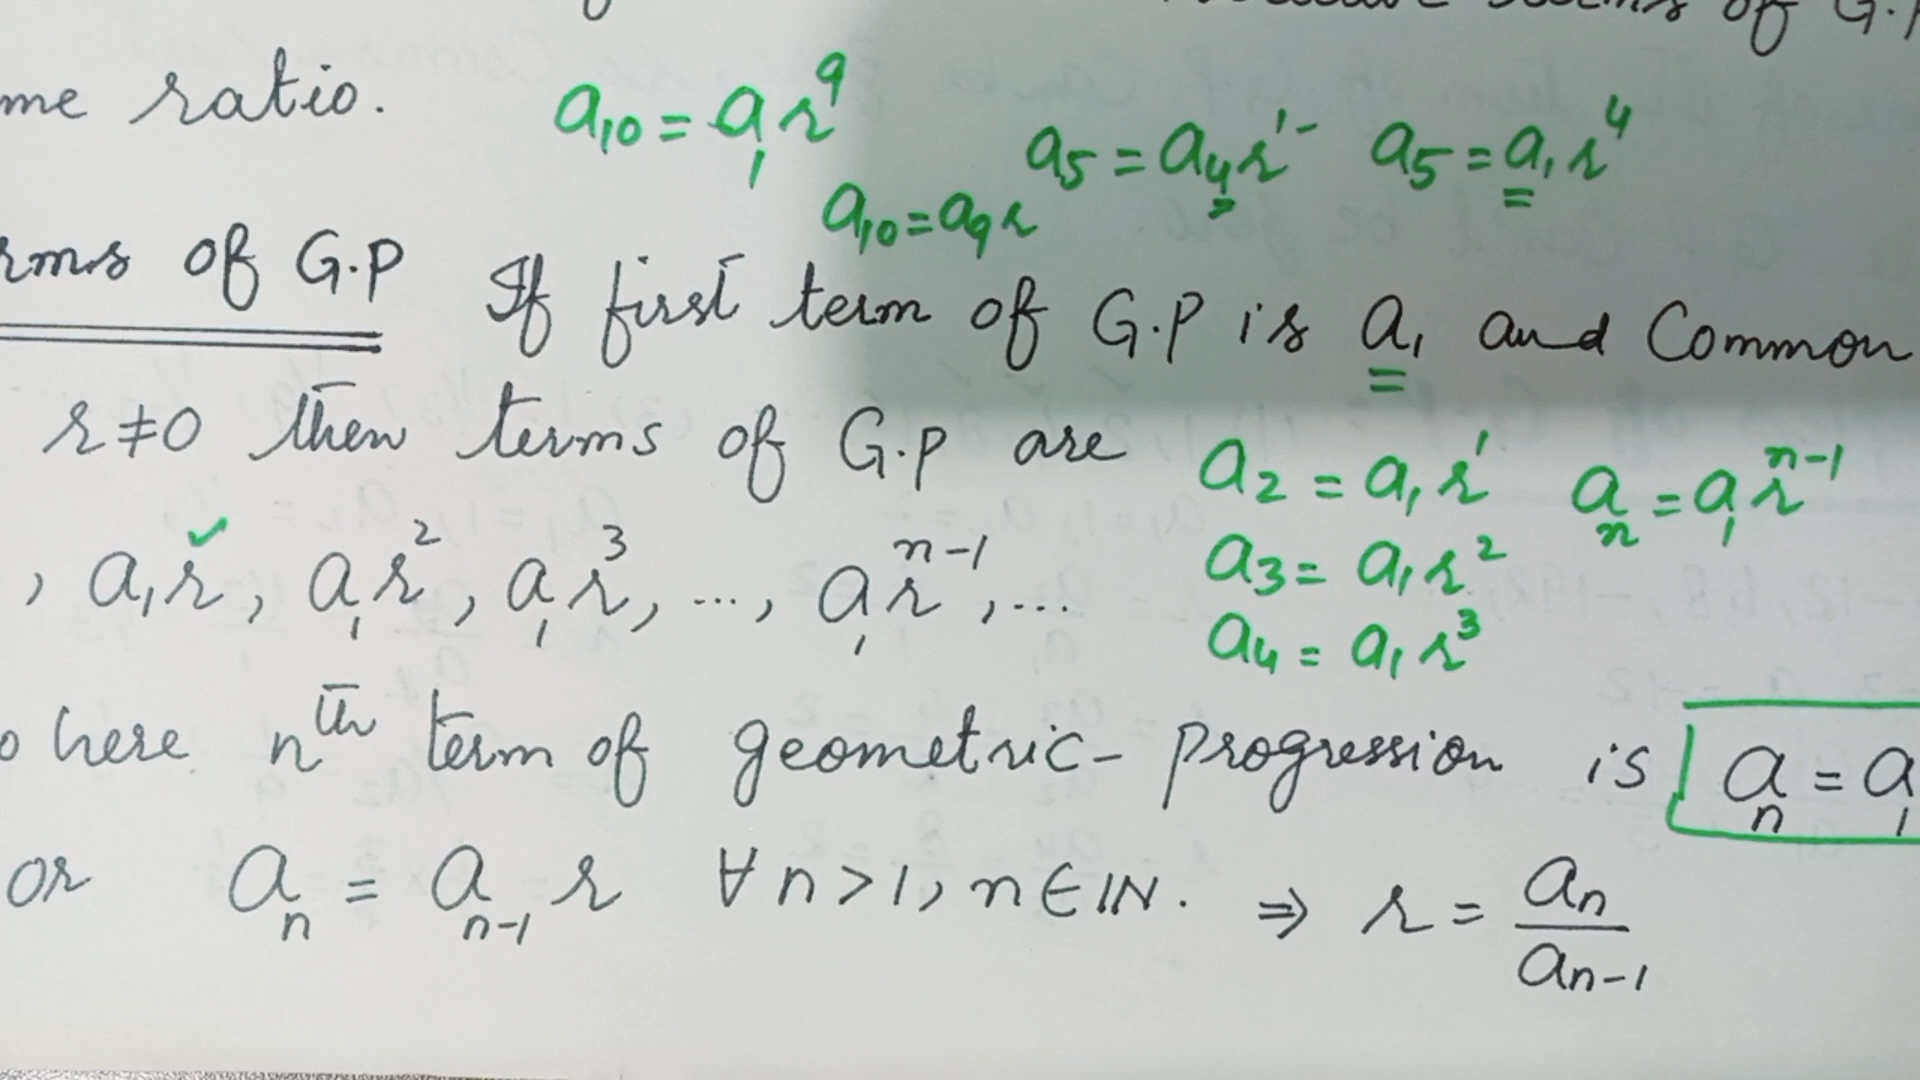 of G.P
ratio. a₁₀ = a₁r⁹
a₅ = a₄r¹ a₅ = a₁r⁴
a₁₀ = a₉r
of G.P If first term of G.P is a₁ and Common
r≠0 then terms of G.P are
a₂ = a₁r¹ aₙ = a₁rⁿ⁻¹
, a₁r, a₁r², a₁r³, ..., a₁rⁿ⁻¹, ...
a₃ = a₁r²
a₄ = a₁r³
here nth term of geometric- progression is aₙ = a₁
or aₙ = aₙ₋₁ r ∀ n>1, n∈IN. ⇒ r = aₙ/aₙ₋₁